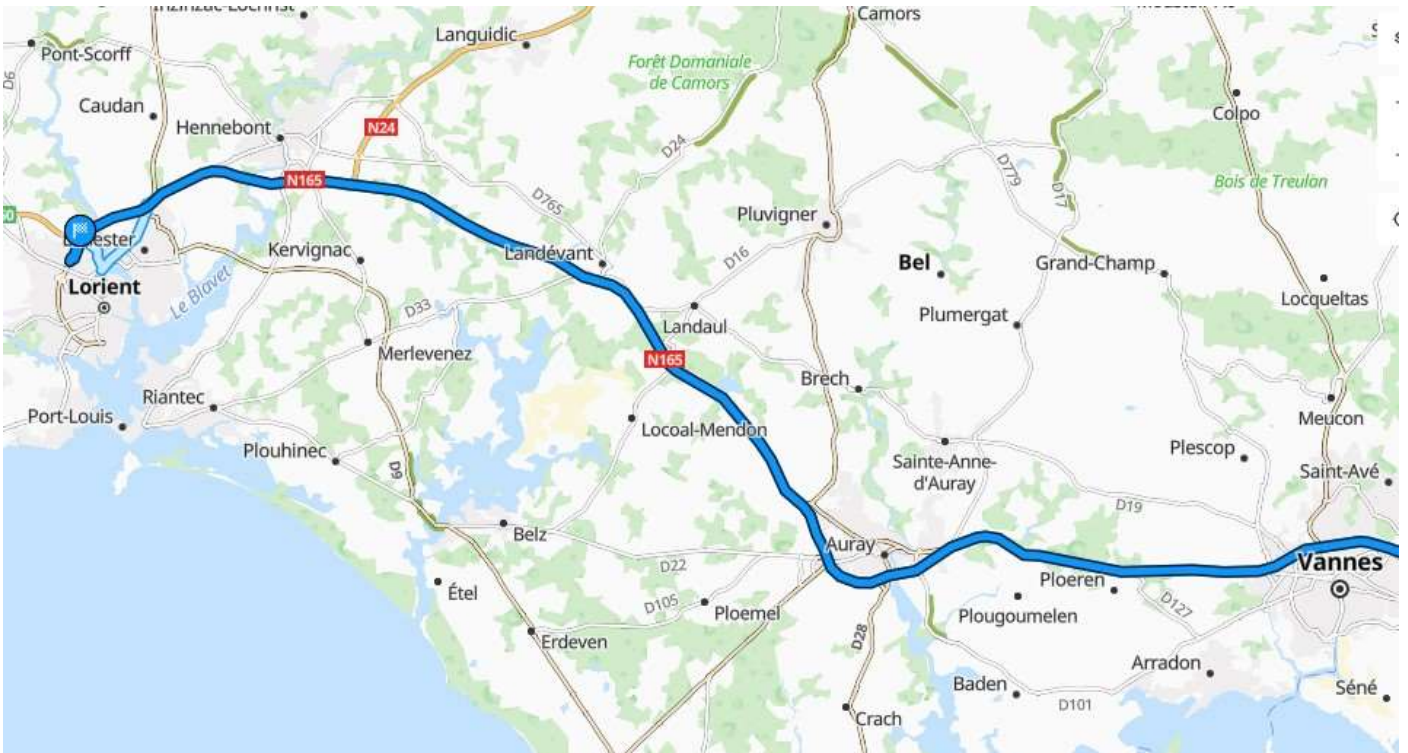 Pont-Scorff
Languidic
Camors
Forêt Domaniale
de Camors
D6
Caudan
Hennebont
N24
D24
Colpo
D779
D17
Bois de Treulan
N165
D765
Pluvigner
Lorient
Kervignac
Landévant
D16
Bel
Grand-Champ
Le Blavet
D33
Landaul
Plumergat
Locqueltas
Merlevenez
N165
Brech
Riantec
Port-Louis
Locoal-Mendon
Meucon
Plouhinec
D9
Sainte-Anne-
d'Auray
Plescop
Saint-Avé
D19
Belz
Auray
D22
Étel
Ploeren
Vannes
D105
Ploemel
Plougoumelen
D127
Erdeven
D28
Arradon
Baden
D101
Séné
Crach